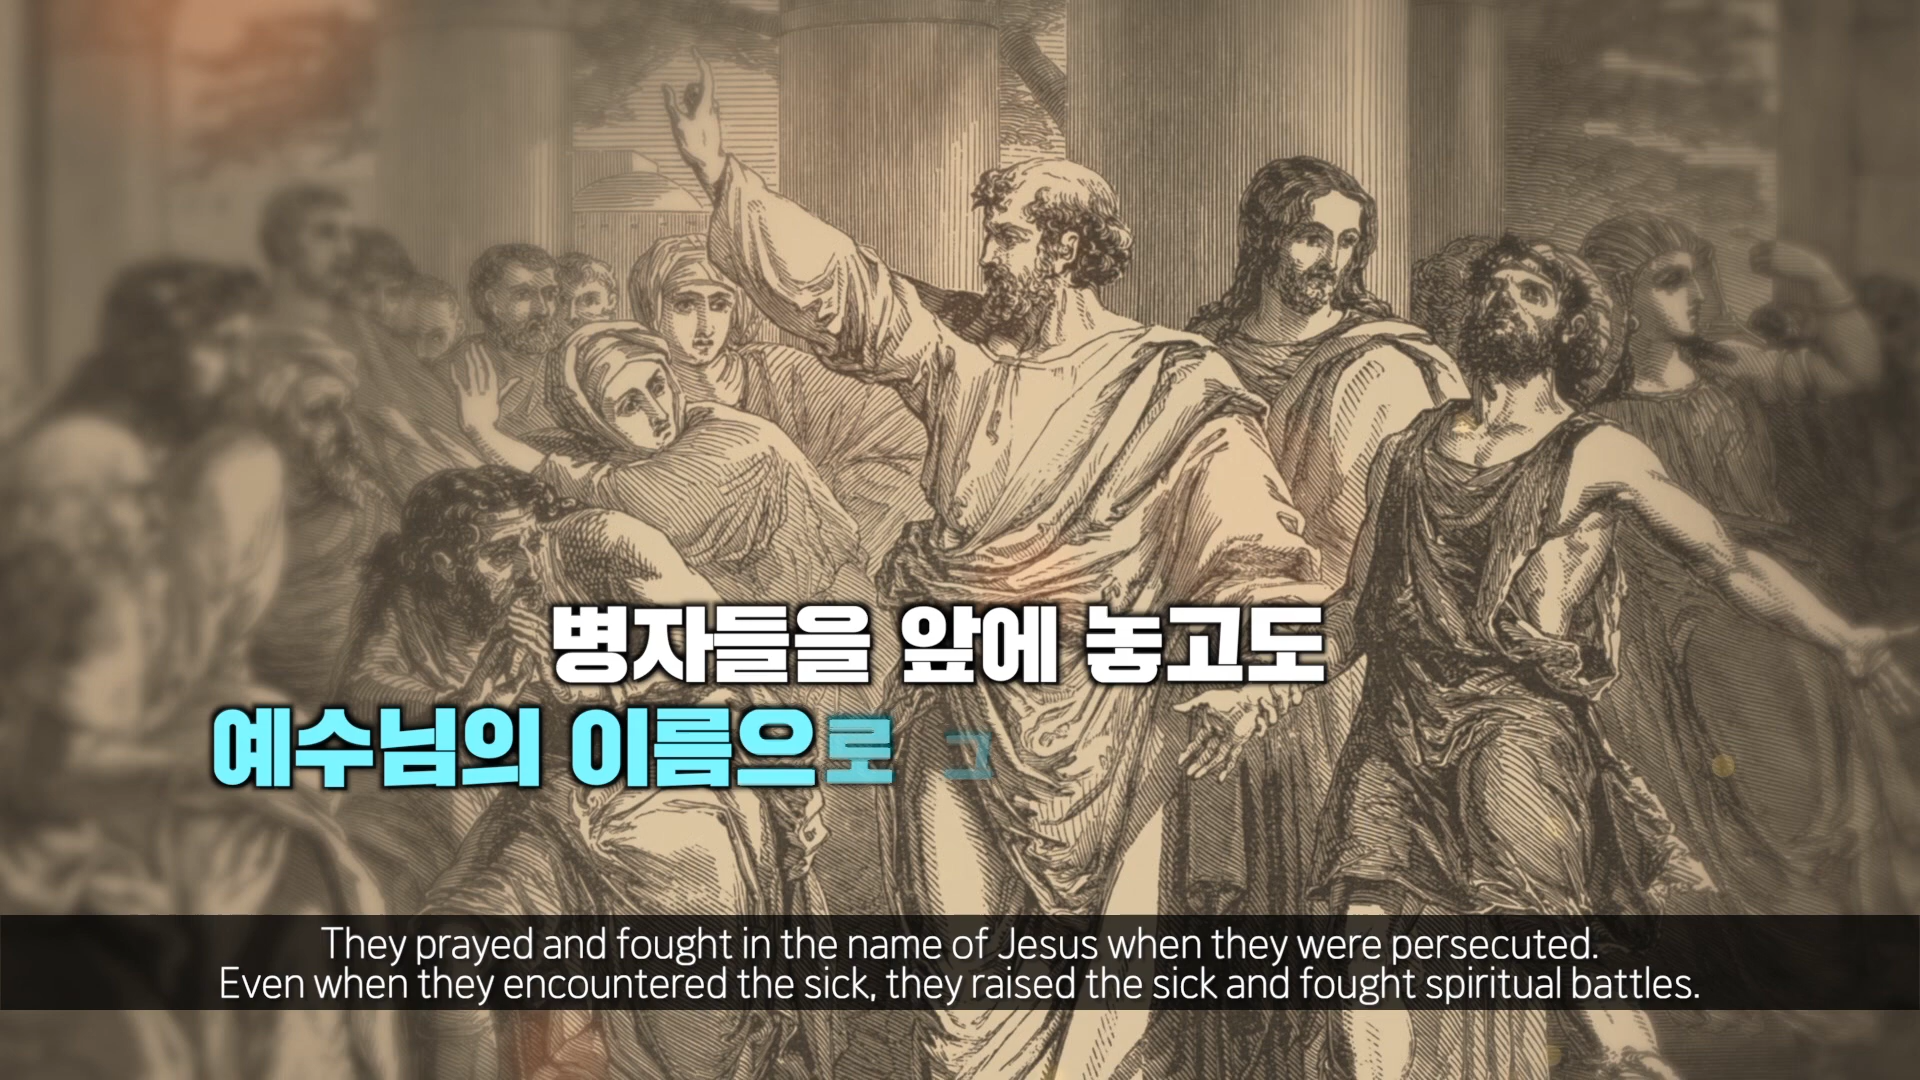 병자들을 앞에 놓고도
예수님의 이름으로 그
They prayed and fought in the name of Jesus when they were persecuted.
Even when they encountered the sick, they raised the sick and fought spiritual battles.